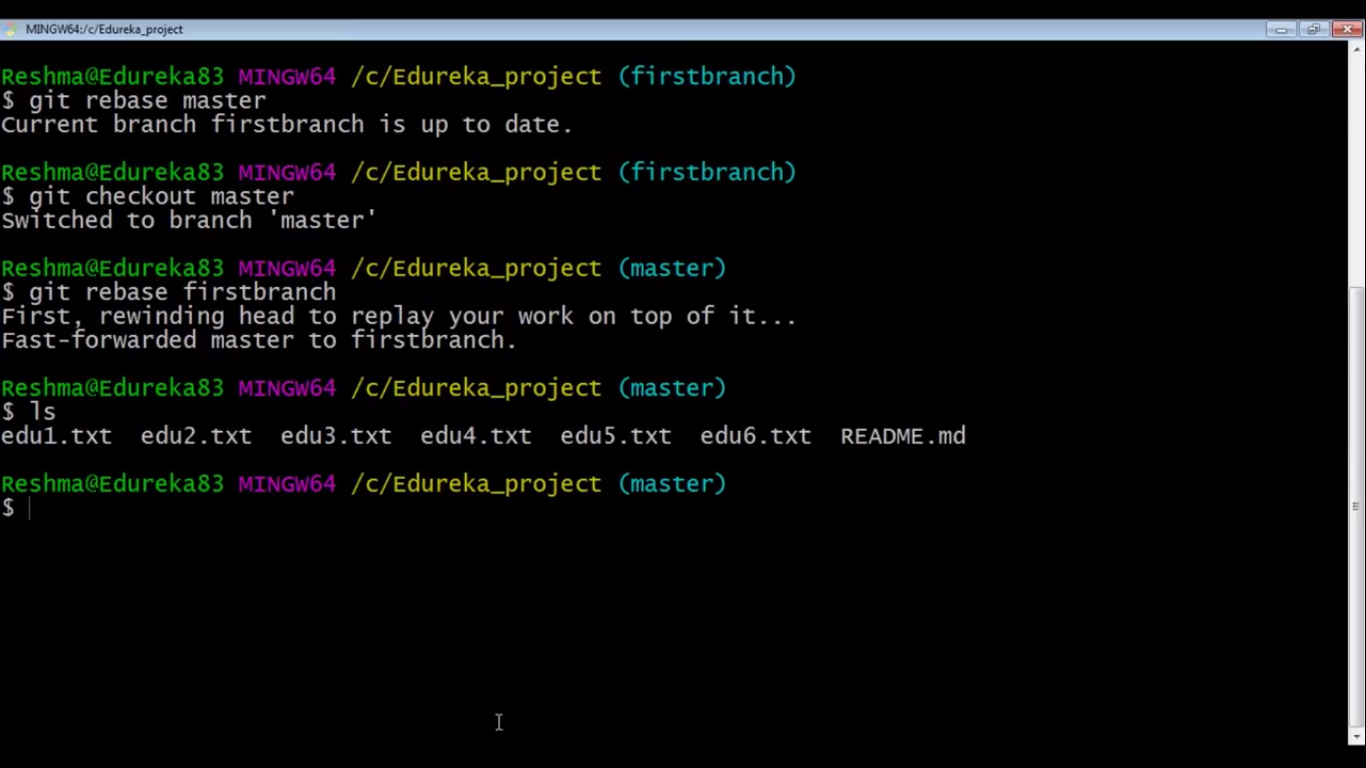 MINGW64:/c/Edureka_project
Reshma@Edureka83 MINGW64 /c/Edureka_project (firstbranch)
$ git rebase master
Current branch firstbranch is up to date.
Reshma@Edureka83 MINGW64 /c/Edureka_project (firstbranch)
$ git checkout master
Switched to branch 'master'
Reshma@Edureka83 MINGW64 /c/Edureka_project (master)
$ git rebase firstbranch
First, rewinding head to replay your work on top of it...
Fast-forwarded master to firstbranch.
Reshma@Edureka83 MINGW64 /c/Edureka_project (master)
$ ls
edu1.txt  edu2.txt  edu3.txt  edu4.txt  edu5.txt  edu6.txt  README.md
Reshma@Edureka83 MINGW64 /c/Edureka_project (master)
$